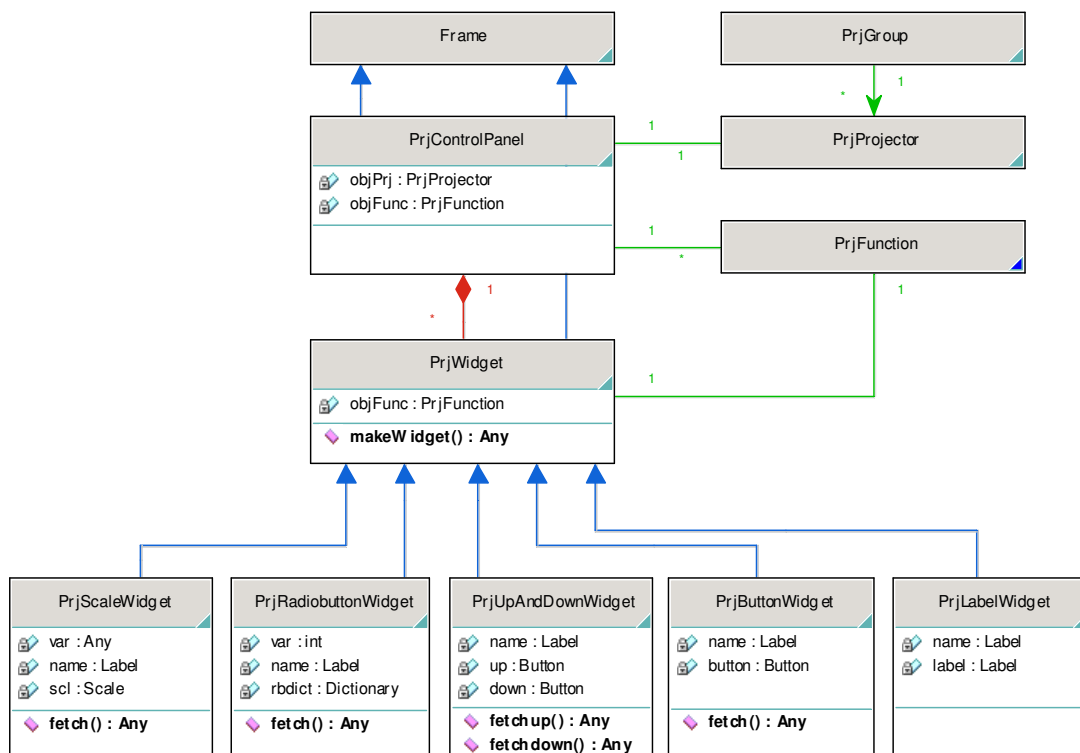 Frame
PrjGroup
1
*
PrjControlPanel
1
1
PrjProjector
objPrj : PrjProjector
objFunc : PrjFunction
1
*
PrjFunction
1
1
*
PrjWidget
1
objFunc : PrjFunction
makeWidget() : Any
PrjScaleWidget
var : Any
name : Label
scl : Scale
fetch() : Any
PrjRadiobuttonWidget
var : int
name : Label
rbdict : Dictionary
fetch() : Any
PrjUpAndDownWidget
name : Label
up : Button
down : Button
fetchup() : Any
fetchdown() : Any
PrjButtonWidget
name : Label
button : Button
fetch() : Any
PrjLabelWidget
name : Label
label : Label